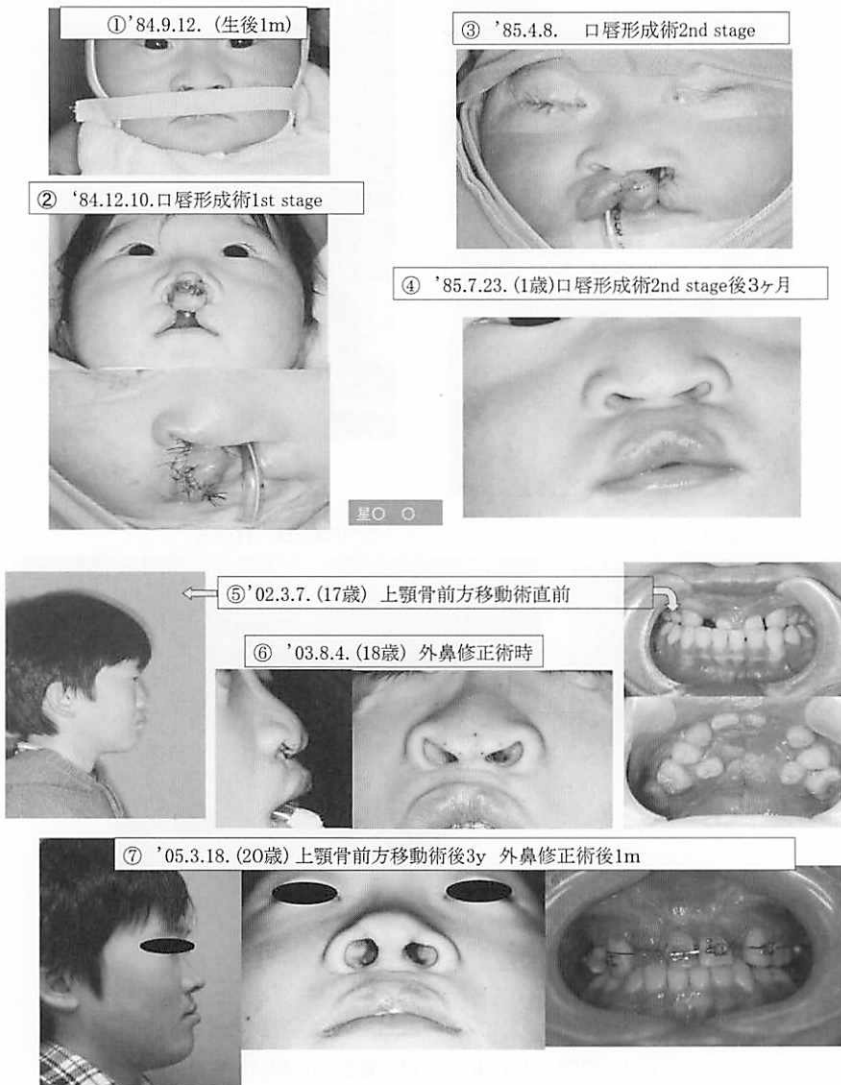 ①'84.9.12. (生後1m)
② '84.12.10.口唇形成術1st stage
③ '85.4.8. 口唇形成術2nd stage
④ '85.7.23. (1歳)口唇形成術2nd stage後3ヶ月
星○ ○
⑤'02.3.7. (17歳) 上顎骨前方移動術直前
⑥ '03.8.4. (18歳) 外鼻修正術時
⑦ '05.3.18. (20歳) 上顎骨前方移動術後3y 外鼻修正術後1m